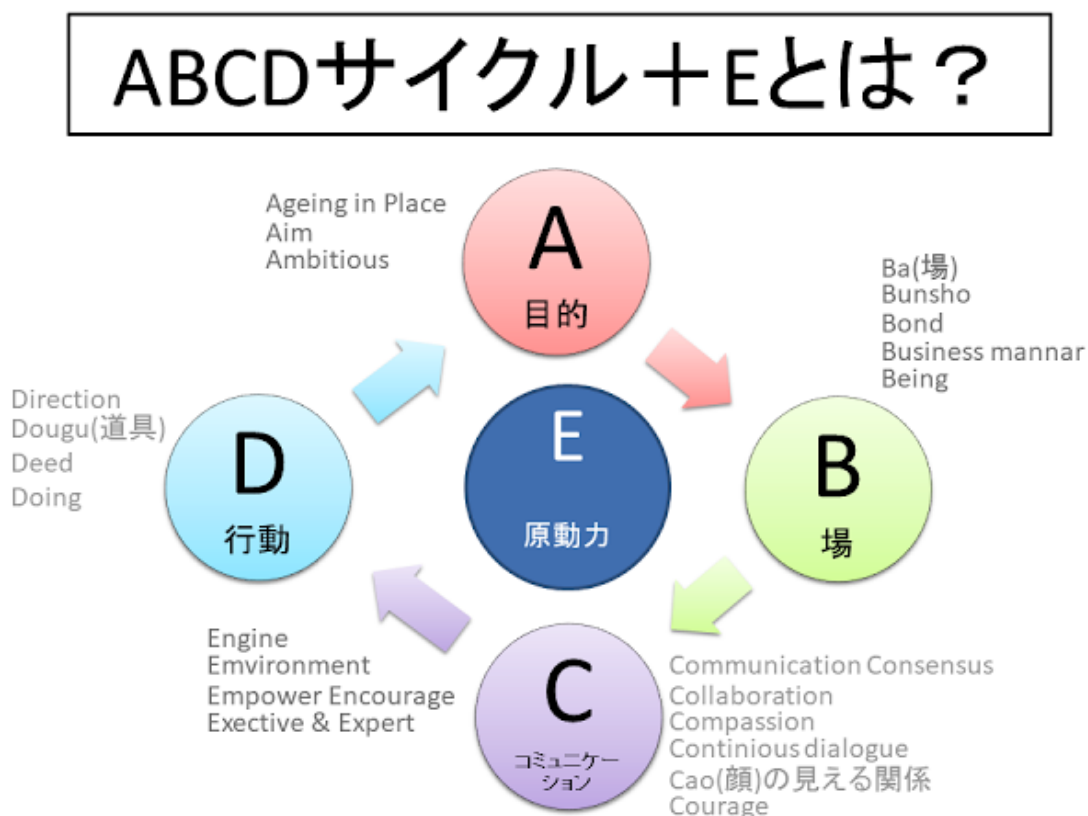 ABCDサイクル＋Eとは？
Ageing in Place
Aim
Ambitious
A
目的
Ba(場)
Bunsho
Bond
Business mannar
Being
B
場
E
原動力
Direction
Dougu(道具)
Deed
Doing
D
行動
Engine
Emvironment
Empower Encourage
Exective & Expert
C
コミュニケー
ション
Communication Consensus
Collaboration
Compassion
Continious dialogue
Cao(顔)の見える関係
Courage